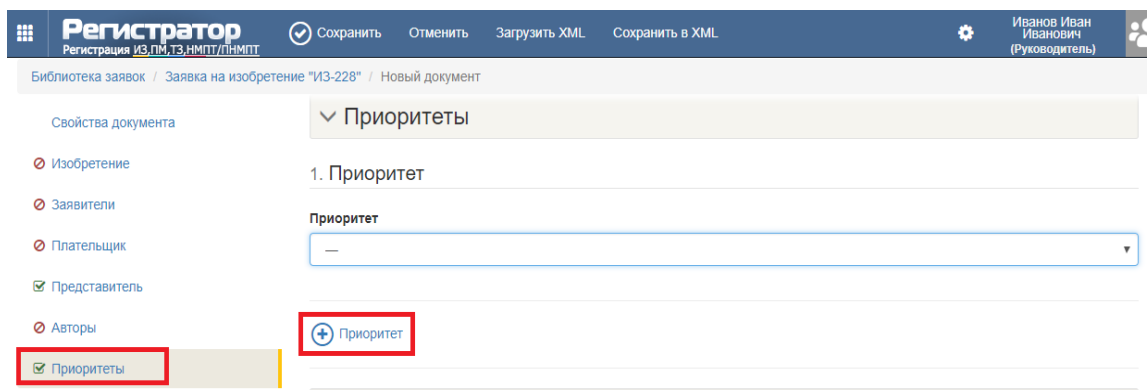 Регистратор
Регистрация ИЗ,ПМ,ТЗ,НМПТ/ПНМПТ
Сохранить Отменить Загрузить XML Сохранить в XML
Иванов Иван
Иванович
(Руководитель)
Библиотека заявок / Заявка на изобретение "ИЗ-228" / Новый документ
Свойства документа
Изобретение
Заявители
Плательщик
Представитель
Авторы
Приоритеты
Приоритеты
1. Приоритет
Приоритет
—
Приоритет